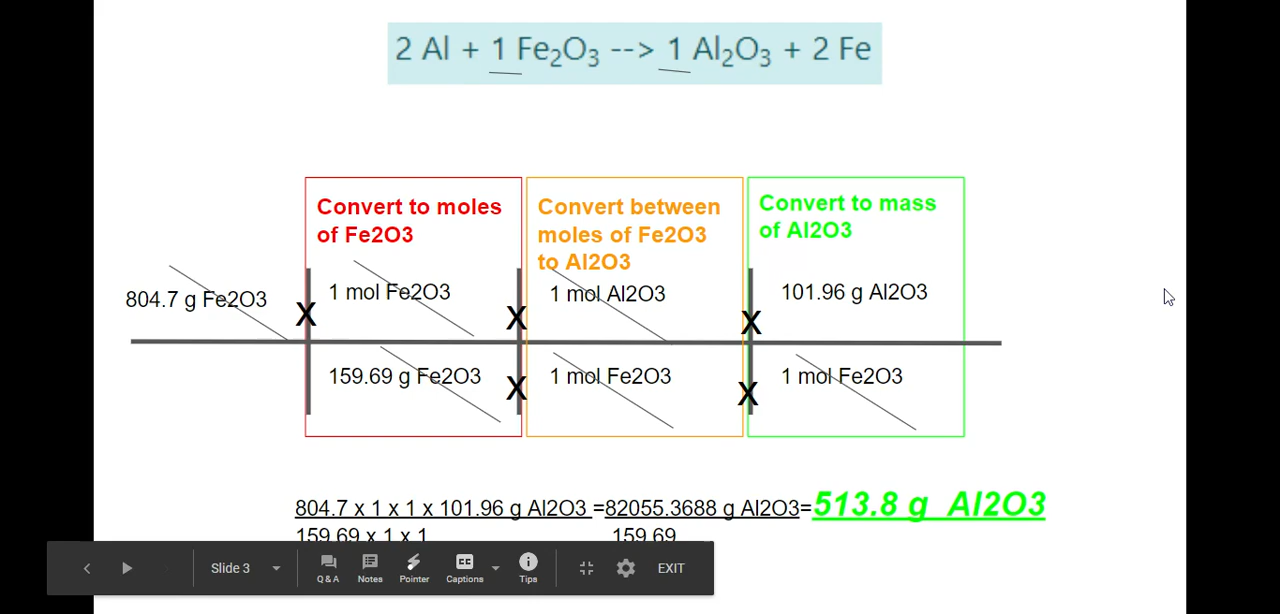 2 Al + 1 Fe₂O₃ --> 1 Al₂O₃ + 2 Fe
Convert to moles
of Fe2O3
Convert between
moles of Fe2O3
to Al2O3
Convert to mass
of Al2O3
804.7 g Fe2O3 X 1 mol Fe2O3 X 1 mol Al2O3 X 101.96 g Al2O3
159.69 g Fe2O3 X 1 mol Fe2O3 X 1 mol Fe2O3
804.7 x 1 x 1 x 101.96 g Al2O3 =82055.3688 g Al2O3=513.8 g Al2O3
159.69 x 1 x 1 159.69
Slide 3 Q & A Notes Pointer Captions Tips EXIT